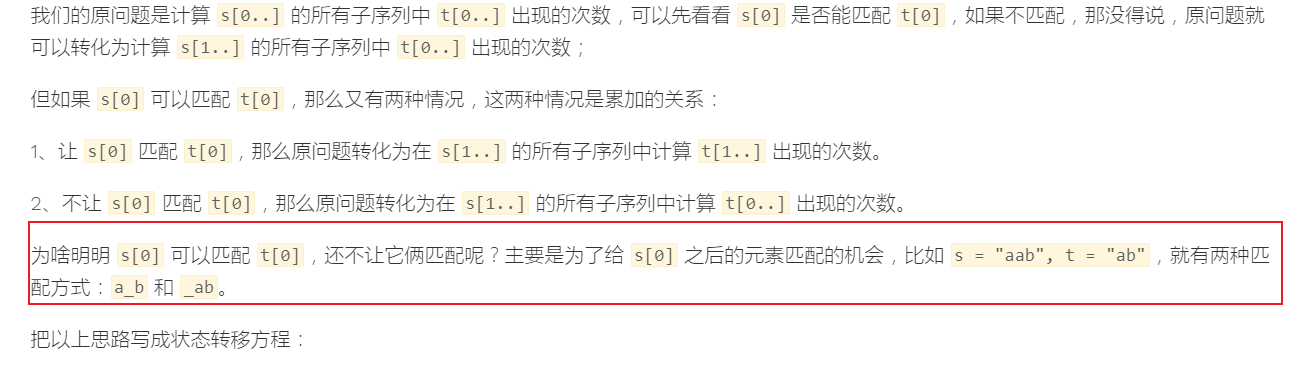 我们的原问题是计算 s[0..] 的所有子序列中 t[0..] 出现的次数，可以先看看 s[0] 是否能匹配 t[0]，如果不匹配，那没得说，原问题就
可以转化为计算 s[1..] 的所有子序列中 t[0..] 出现的次数；
但如果 s[0] 可以匹配 t[0]，那么又有两种情况，这两种情况是累加的关系：
1、让 s[0] 匹配 t[0]，那么原问题转化为在 s[1..] 的所有子序列中计算 t[1..] 出现的次数。
2、不让 s[0] 匹配 t[0]，那么原问题转化为在 s[1..] 的所有子序列中计算 t[0..] 出现的次数。
为啥明明 s[0] 可以匹配 t[0]，还不让它俩匹配呢？主要是为了给 s[0] 之后的元素匹配的机会，比如 s = "aab", t = "ab"，就有两种匹
配方式：a_b 和 _ab。
把以上思路写成状态转移方程：